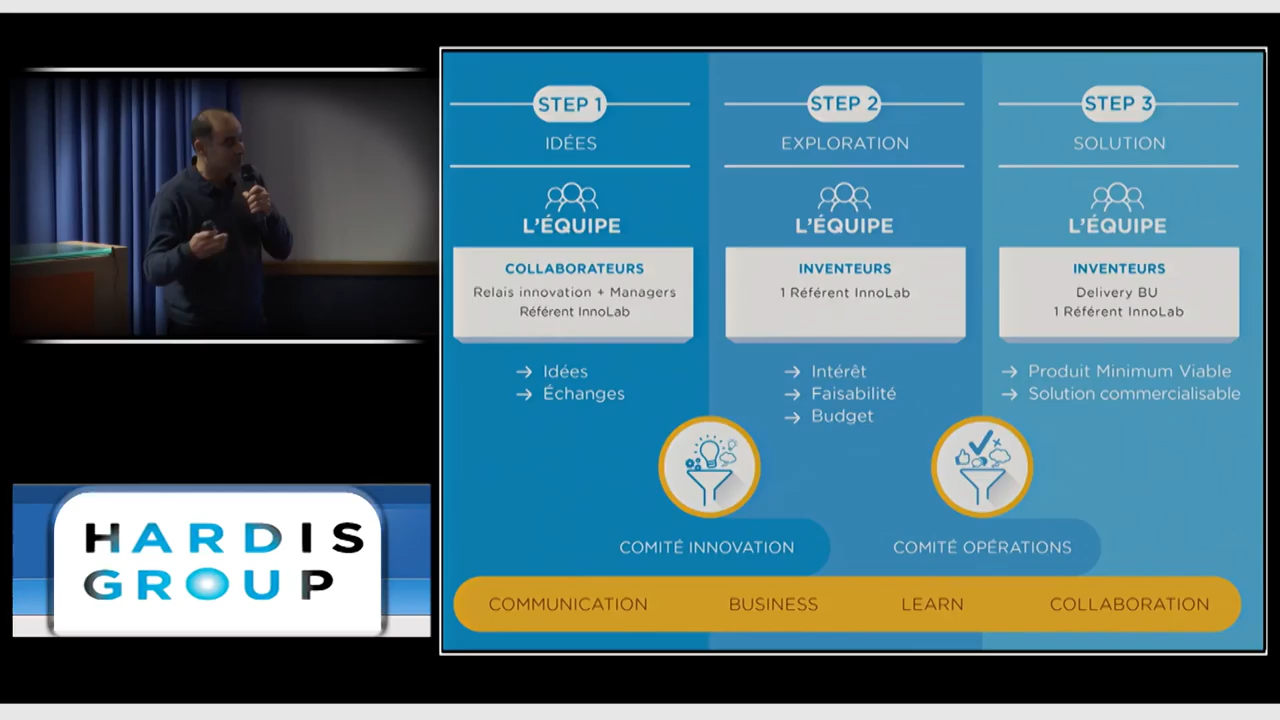 HARDIS
GROUP
STEP 1
IDÉES
L'ÉQUIPE
COLLABORATEURS
Relais innovation + Managers
Référent InnoLab
→ Idées
→ Échanges
STEP 2
EXPLORATION
L'ÉQUIPE
INVENTEURS
1 Référent InnoLab
→ Intérêt
→ Faisabilité
→ Budget
STEP 3
SOLUTION
L'ÉQUIPE
INVENTEURS
Delivery BU
1 Référent InnoLab
→ Produit Minimum Viable
→ Solution commercialisable
COMITÉ INNOVATION
COMITÉ OPÉRATIONS
COMMUNICATION BUSINESS LEARN COLLABORATION